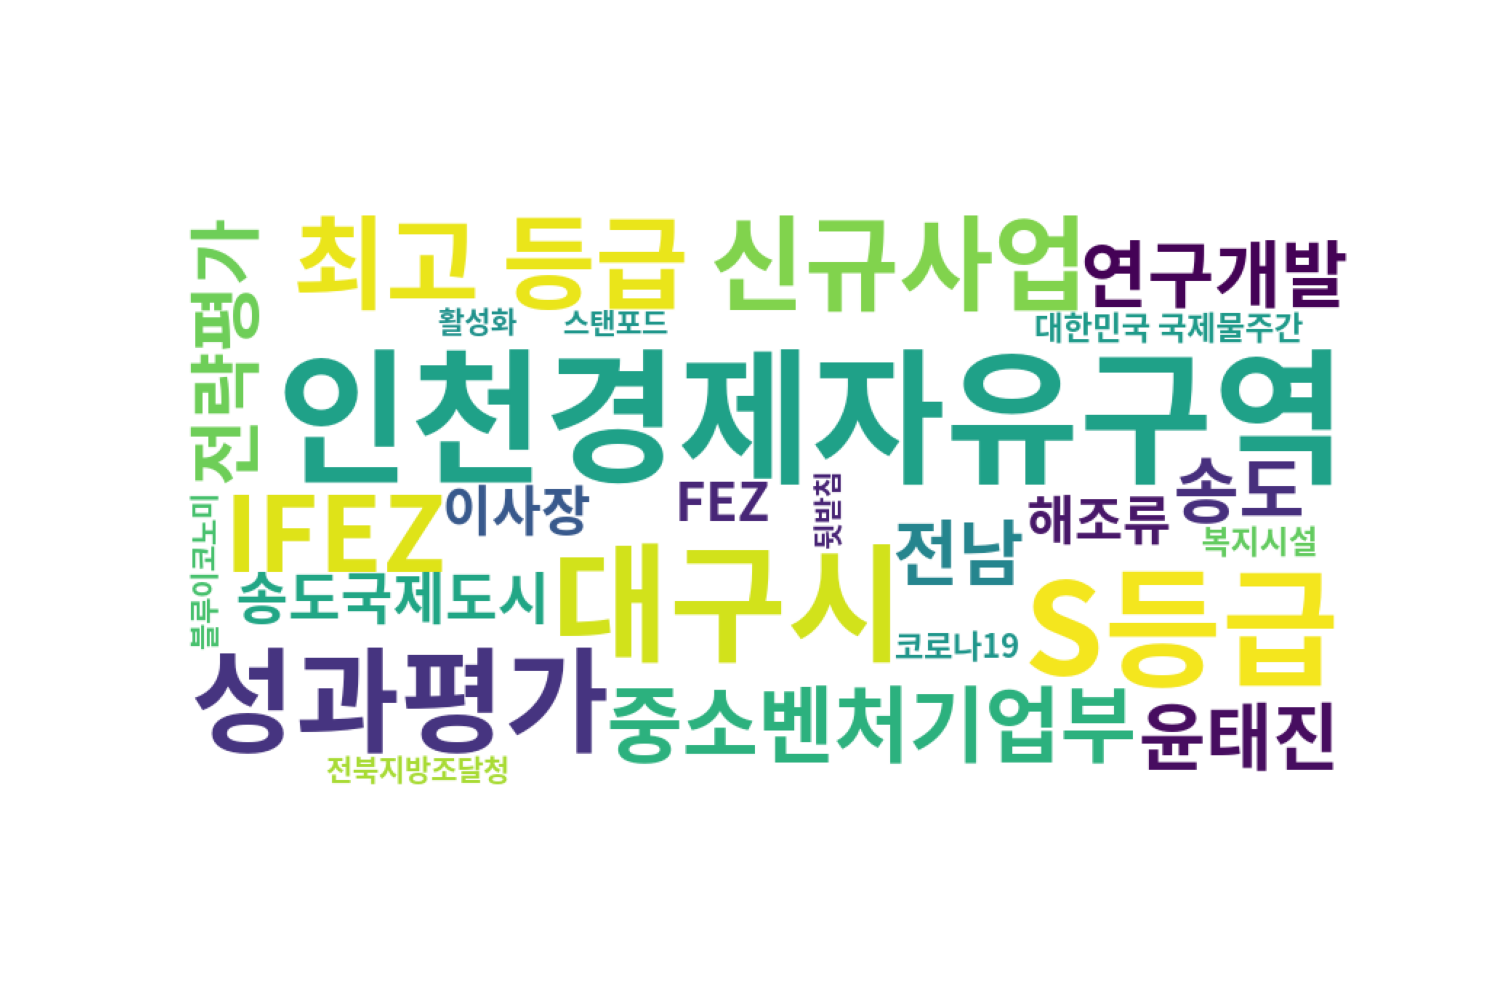 최고 등급
신규사업
연구개발
전략평가
활성화
스탠포드
대한민국 국제물주간
인천경제자유구역
IFEZ
이사장
FEZ
뒷받침
해조류
송도
블루이코노미
송도국제도시
대구시
전남
복지시설
코로나19
S등급
성과평가
중소벤처기업부
윤태진
전북지방조달청